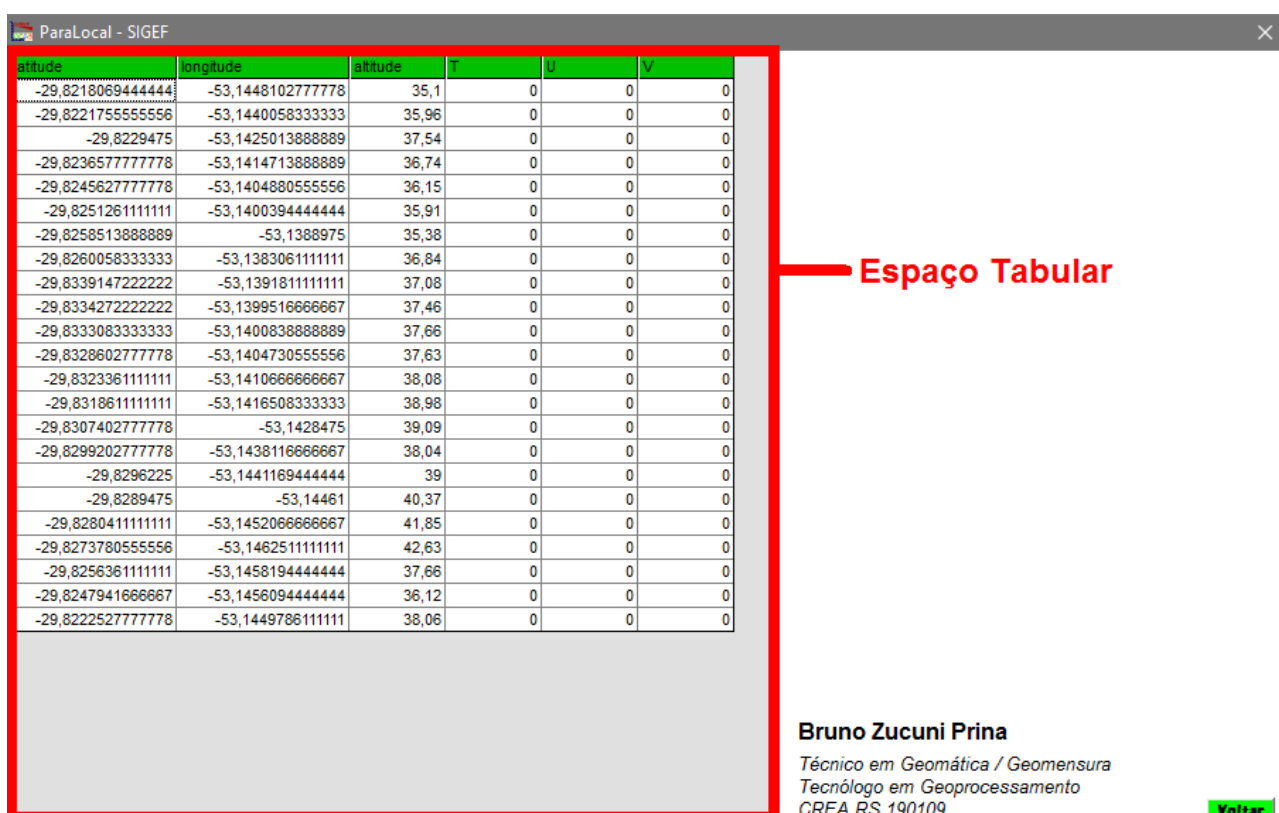 ParaLocal - SIGEF
atitude longitude altitude T U V
-29,8218069444444 -53,1448102777778 35,1 0 0 0
-29,8221755555556 -53,1440058333333 35,96 0 0 0
-29,8229475 -53,1425013888889 37,54 0 0 0
-29,8236577777778 -53,1414713888889 36,74 0 0 0
-29,8245627777778 -53,1404880555556 36,15 0 0 0
-29,8251261111111 -53,1400394444444 35,91 0 0 0
-29,8258513888889 -53,1388975 35,38 0 0 0
-29,8260058333333 -53,1383061111111 36,84 0 0 0
-29,8339147222222 -53,1391811111111 37,08 0 0 0
-29,8334272222222 -53,1399516666667 37,46 0 0 0
-29,8333083333333 -53,1400838888889 37,66 0 0 0
-29,8328602777778 -53,1404730555556 37,63 0 0 0
-29,8323361111111 -53,1410666666667 38,08 0 0 0
-29,8318611111111 -53,1416508333333 38,98 0 0 0
-29,8307402777778 -53,1428475 39,09 0 0 0
-29,8299202777778 -53,1438116666667 38,04 0 0 0
-29,8296225 -53,1441169444444 39 0 0 0
-29,8289475 -53,14461 40,37 0 0 0
-29,8280411111111 -53,1452066666667 41,85 0 0 0
-29,8273780555556 -53,1462511111111 42,63 0 0 0
-29,8256361111111 -53,1458194444444 37,66 0 0 0
-29,8247941666667 -53,1456094444444 36,12 0 0 0
-29,8222527777778 -53,1449786111111 38,06 0 0 0
Espaço Tabular
Bruno Zucuni Prina
Técnico em Geomática / Geomensura
Tecnólogo em Geoprocessamento
CREA RS 190109
Voltar